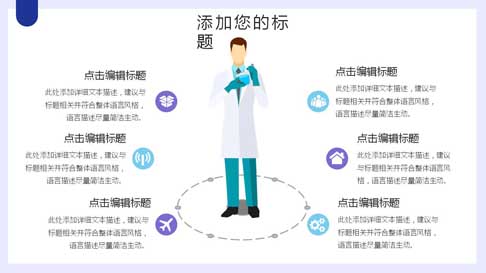 添加您的标
题
点击编辑标题
此处添加详细文本描述，建议与
标题相关并符合整体语言风格，
语言描述尽量简洁生动。
点击编辑标题
此处添加详细文本描述，建议与
标题相关并符合整体语言风格，
语言描述尽量简洁生动。
点击编辑标题
此处添加详细文本描述，建议与
标题相关并符合整体语言风格，
语言描述尽量简洁生动。
点击编辑标题
此处添加详细文本描述，建议
与标题相关并符合整体语言风
格，语言描述尽量简洁生动。
点击编辑标题
此处添加详细文本描述，建议与
标题相关并符合整体语言风格，
语言描述尽量简洁生动。
点击编辑标题
此处添加详细文本描述，建议与
标题相关并符合整体语言风格，
语言描述尽量简洁生动。